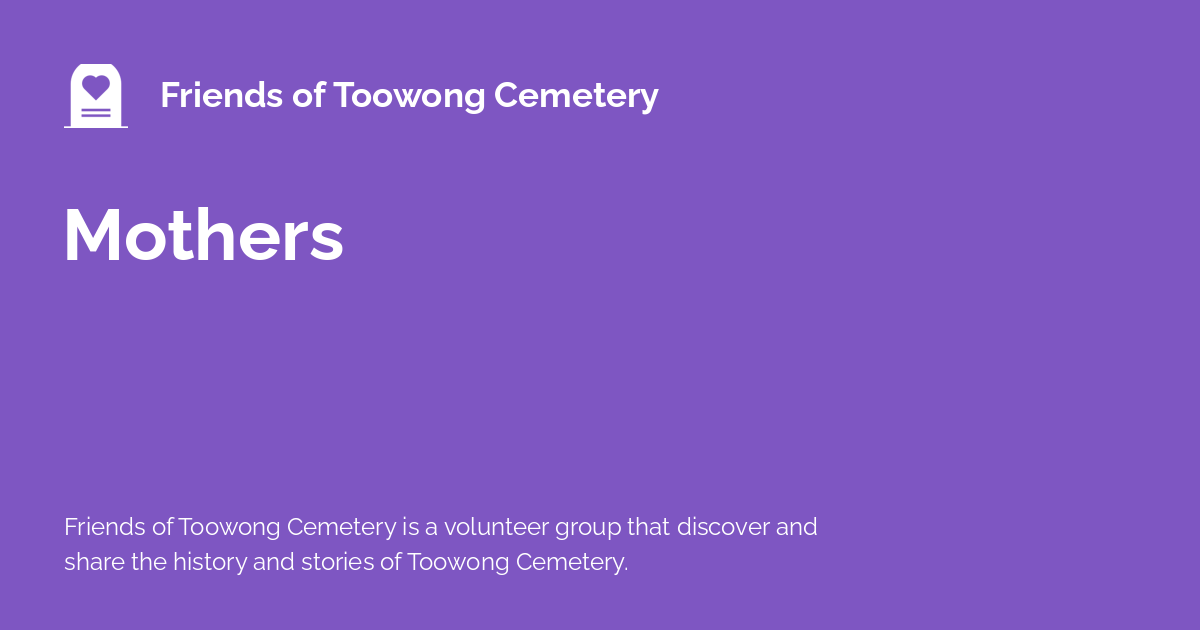 Friends of Toowong Cemetery
Mothers
Friends of Toowong Cemetery is a volunteer group that discover and
share the history and stories of Toowong Cemetery.